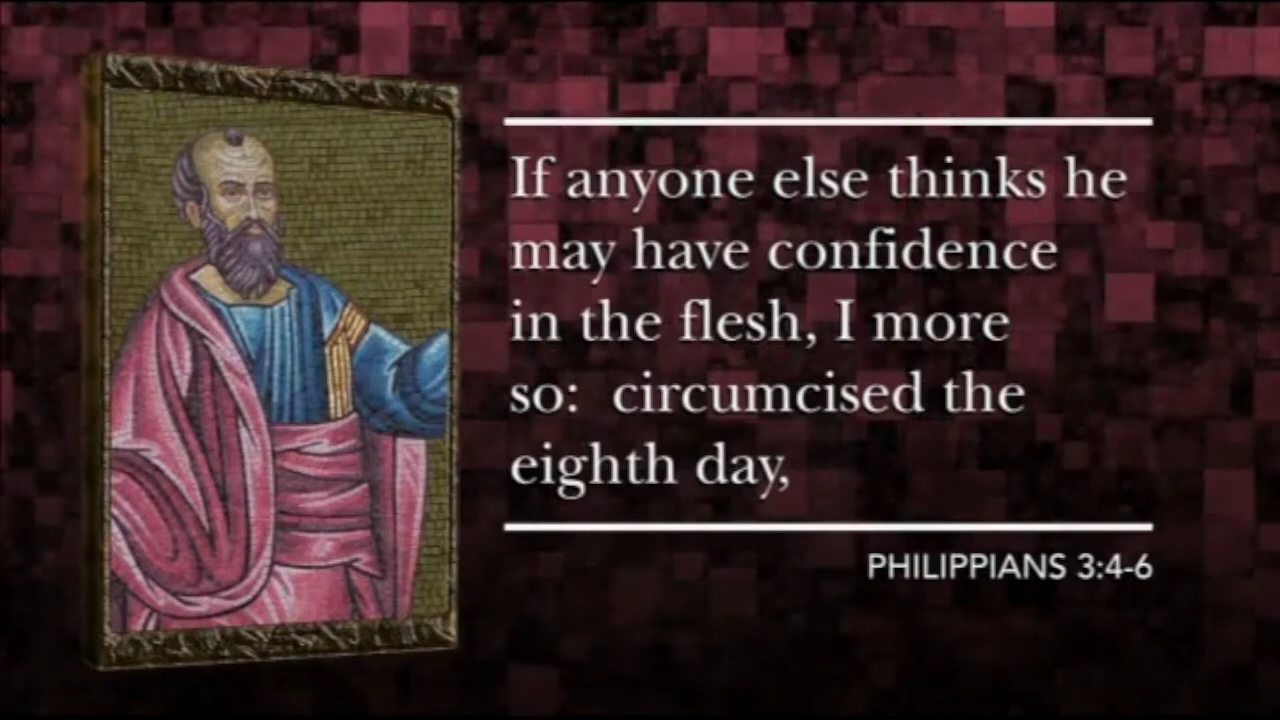 If anyone else thinks he
may have confidence
in the flesh, I more
so:  circumcised the
eighth day,
PHILIPPIANS 3:4-6